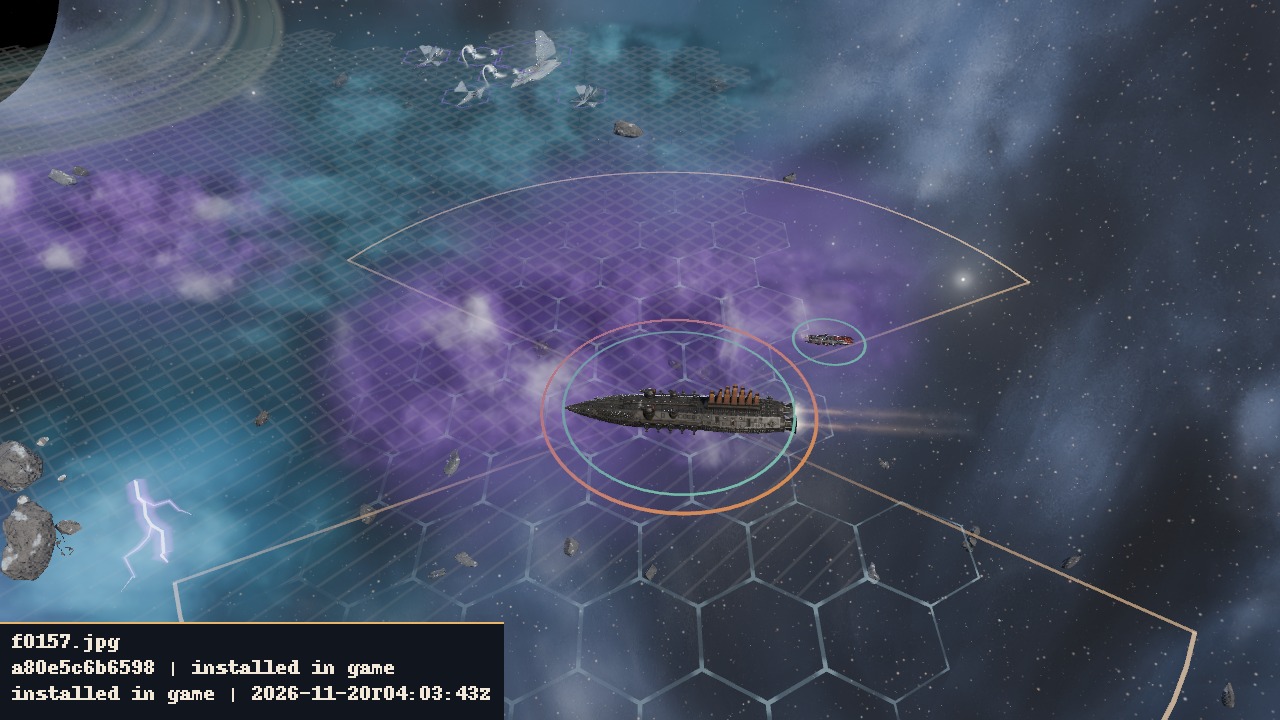 f0157.jpg
a80e5c6b6598 | installed in game
installed in game | 2026-11-20T04:03:43Z